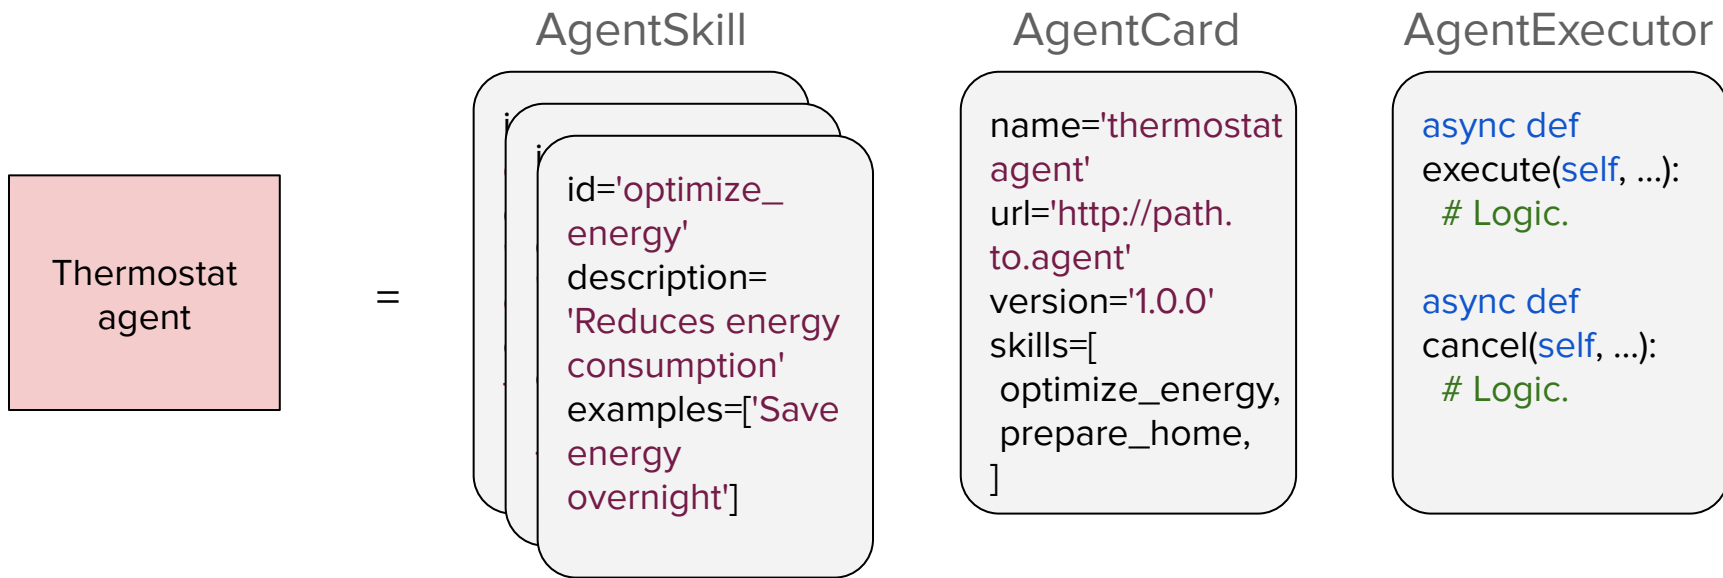 AgentSkill
AgentCard
AgentExecutor
Thermostat
agent
=
id='optimize_
energy'
description=
'Reduces energy
consumption'
examples=['Save
energy
overnight']
name='thermostat
agent'
url='http://path.
to.agent'
version='1.0.0'
skills=[
optimize_energy,
prepare_home,
]
async def
execute(self, ...):
# Logic.
async def
cancel(self, ...):
# Logic.